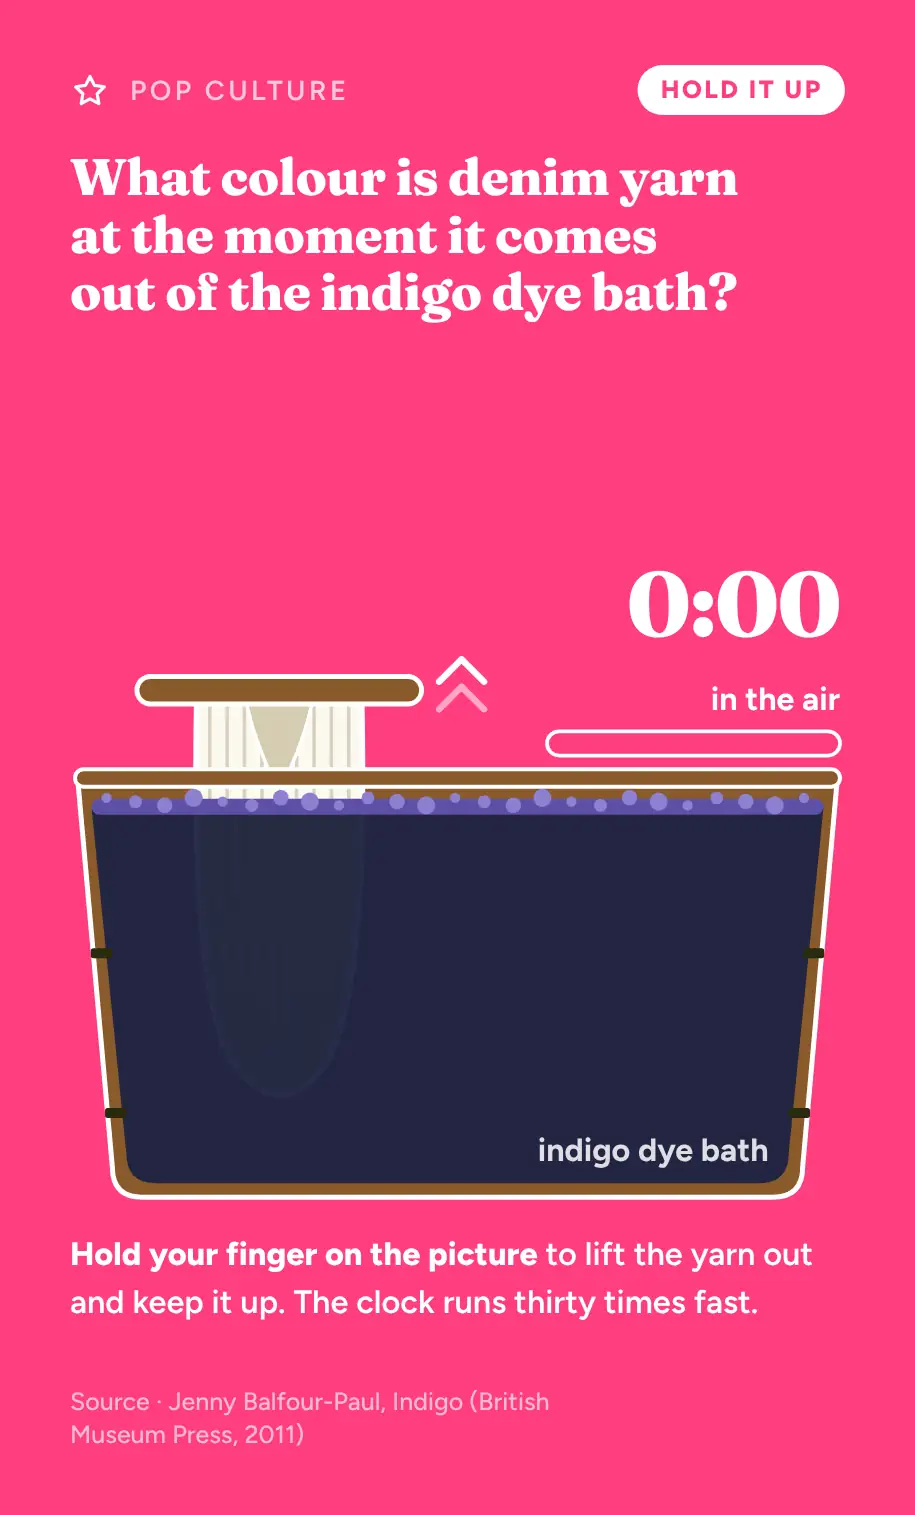 POP CULTURE
HOLD IT UP
What colour is denim yarn
at the moment it comes
out of the indigo dye bath?
0:00
in the air
indigo dye bath
Hold your finger on the picture to lift the yarn out
and keep it up. The clock runs thirty times fast.
Source · Jenny Balfour-Paul, Indigo (British
Museum Press, 2011)